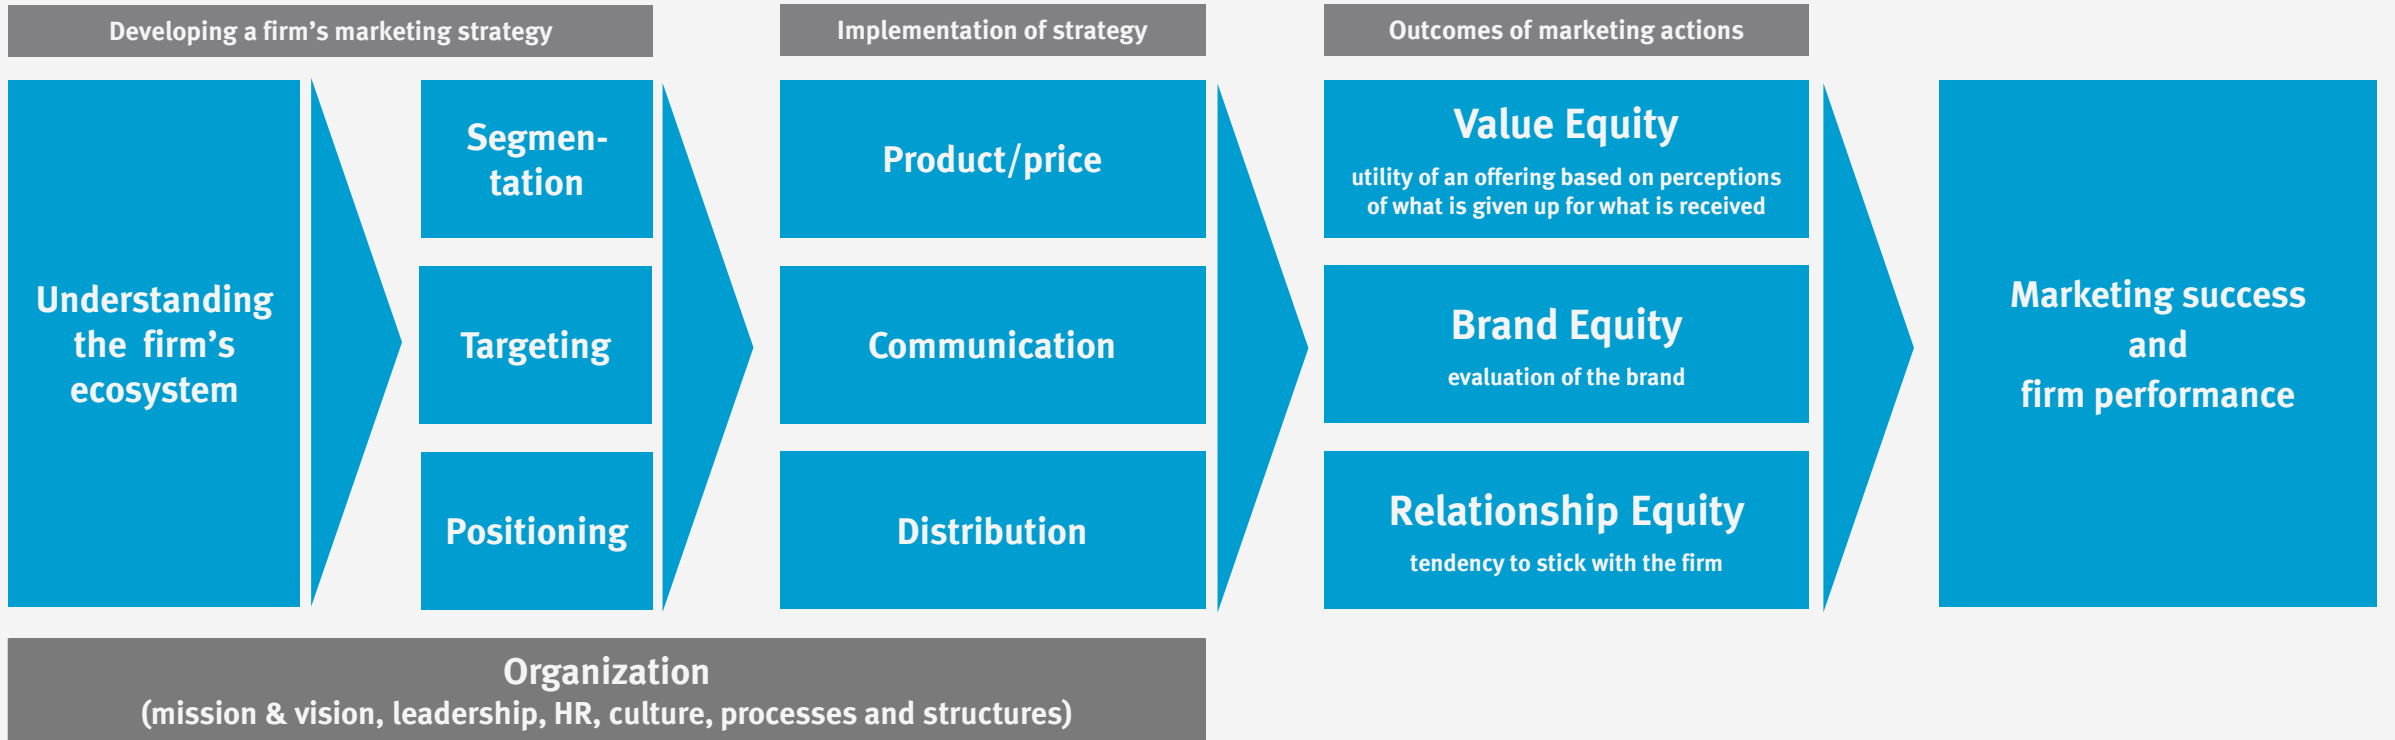 Developing a firm’s marketing strategy
Implementation of strategy
Outcomes of marketing actions
Understanding
the firm’s
ecosystem
Segmen-
tation
Targeting
Positioning
Product/price
Communication
Distribution
Value Equity
utility of an offering based on perceptions
of what is given up for what is received
Brand Equity
evaluation of the brand
Relationship Equity
tendency to stick with the firm
Marketing success
and
firm performance
Organization
(mission & vision, leadership, HR, culture, processes and structures)